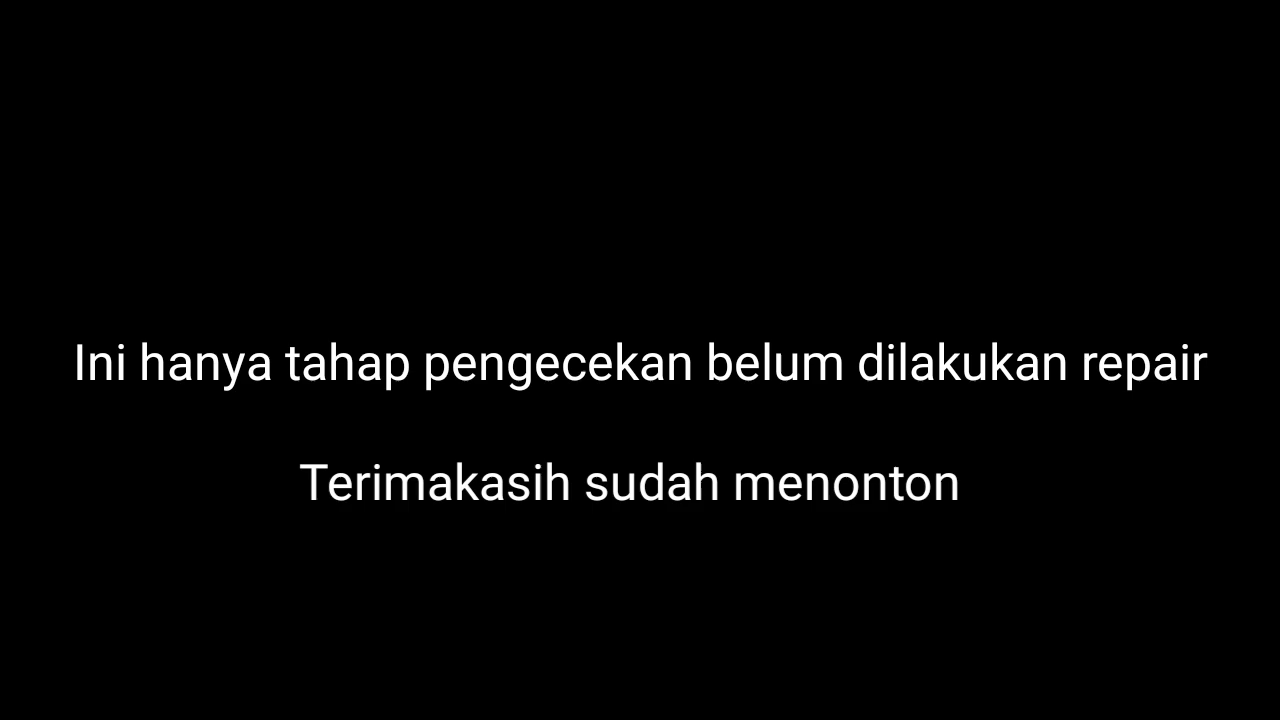 Ini hanya tahap pengecekan belum dilakukan repair
Terimakasih sudah menonton